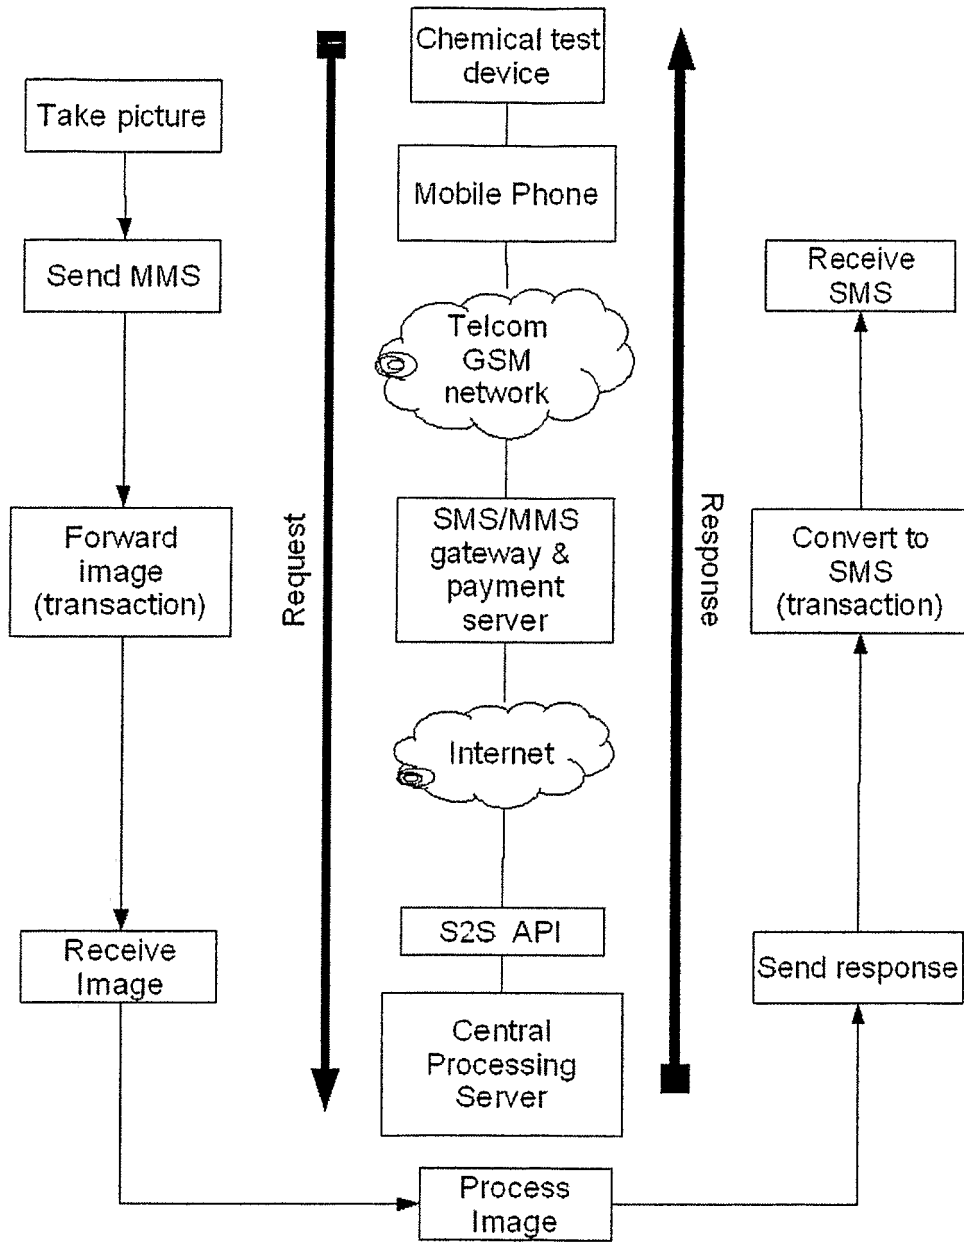 Take picture
Send MMS
Forward
image
(transaction)
Receive
Image
Request
Chemical test
device
Mobile Phone
Telcom
GSM
network
SMS/MMS
gateway &
payment
server
Internet
S2S API
Central
Processing
Server
Process
Image
Response
Receive
SMS
Convert to
SMS
(transaction)
Send response